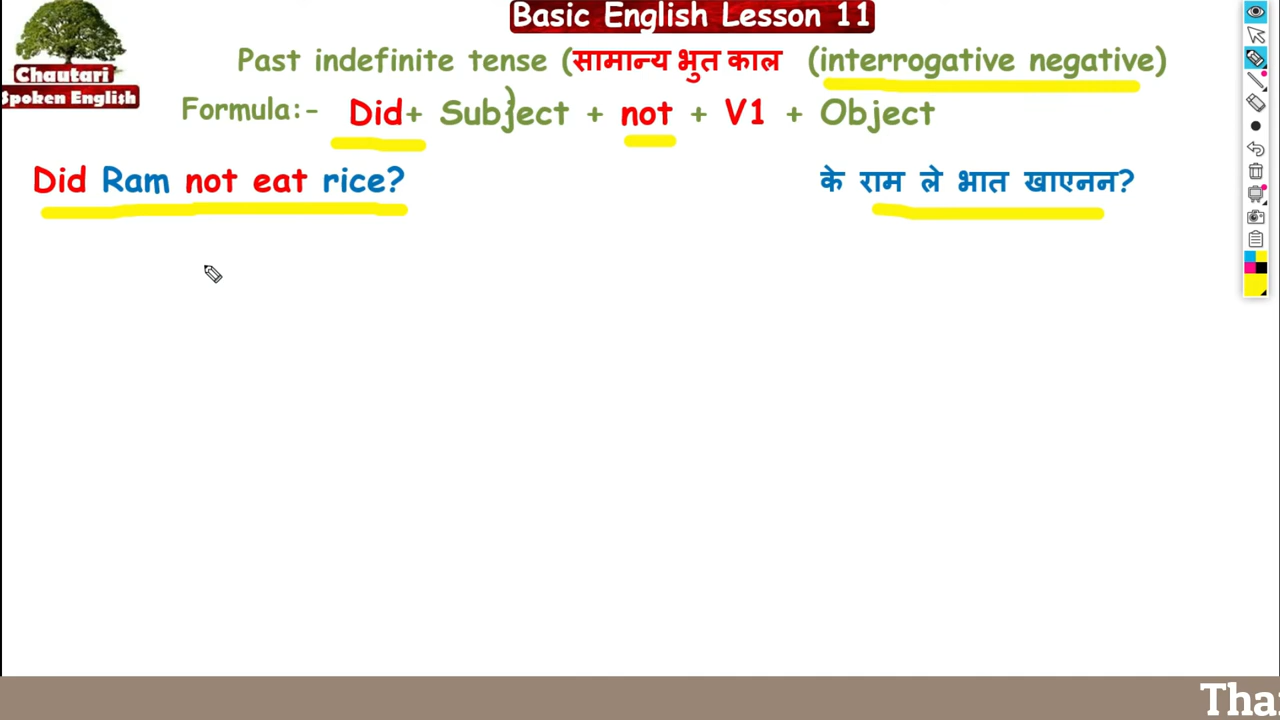 Basic English Lesson 11
Chautari
Spoken English
Past indefinite tense (सामान्य भुत काल (interrogative negative)
Formula:- Did+ Subject + not + V1 + Object
Did Ram not eat rice? के राम ले भात खाएनन?